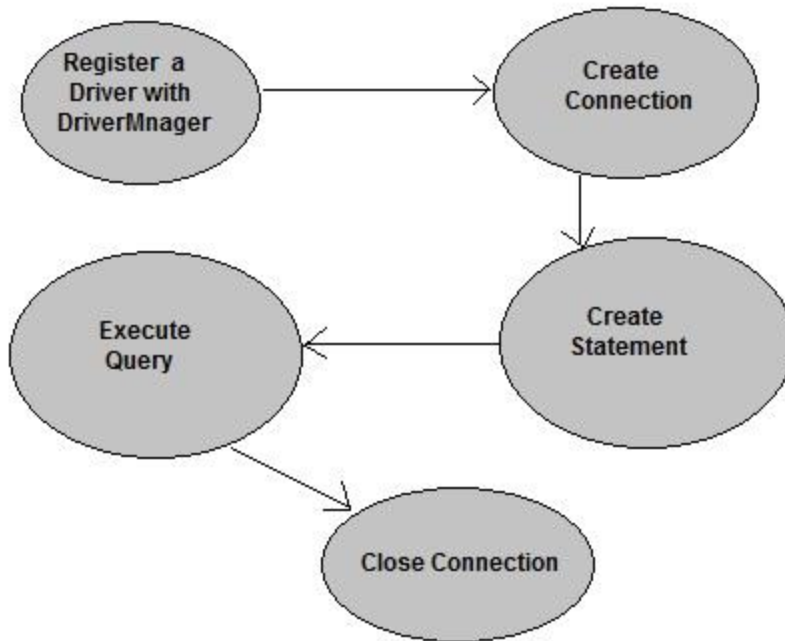 Register a
Driver with
DriverMnager
Create
Connection
Create
Statement
Execute
Query
Close Connection